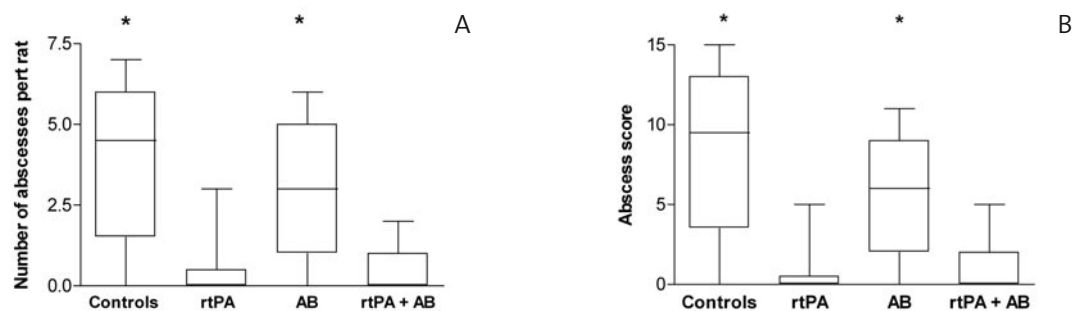 * * A
Number of abscesses pert rat
7.5
5.0
2.5
0.0
Controls rtPA AB rtPA + AB
* * B
Abscess score
15
10
5
0
Controls rtPA AB rtPA + AB